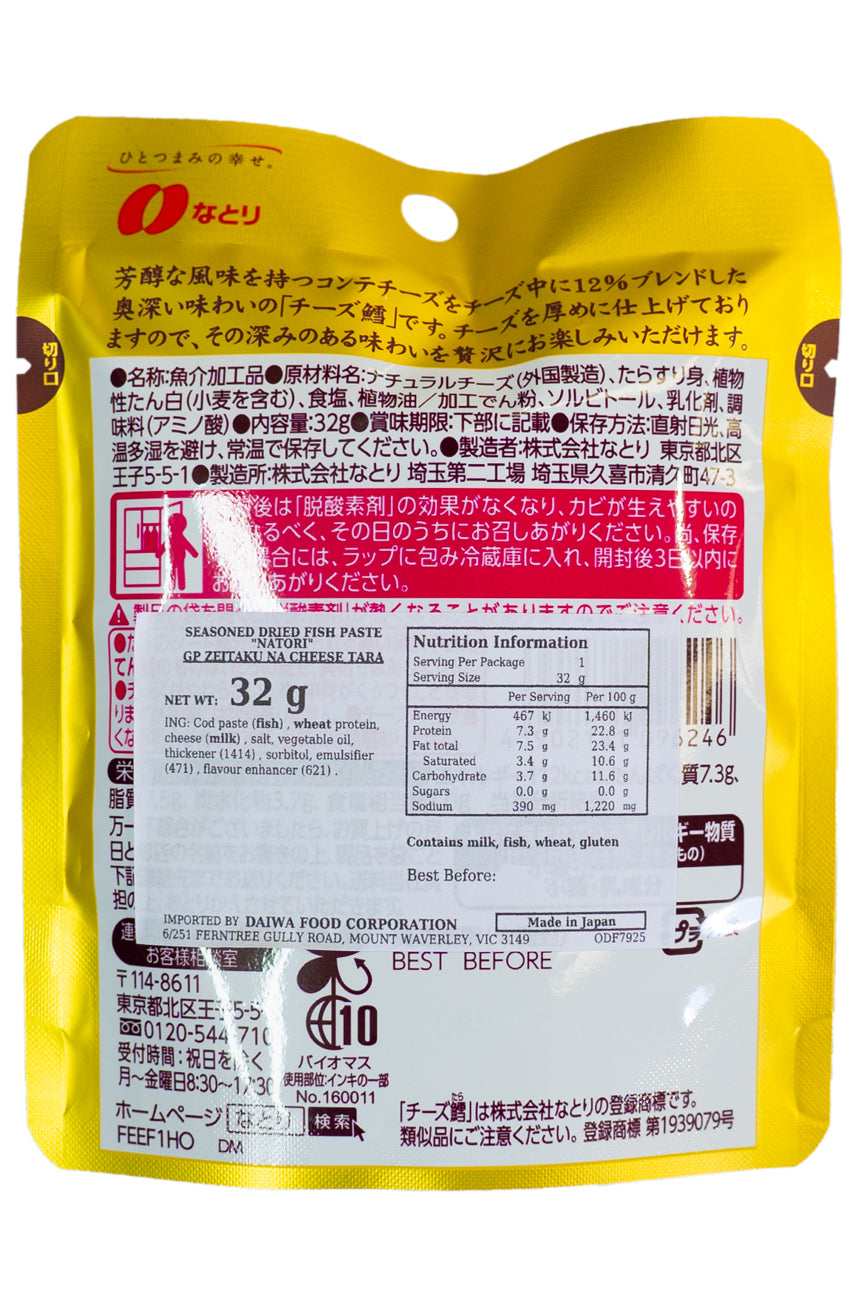 ひとつまみの幸せ。
なとり
芳醇な風味を持つコンテチーズをチーズ中に12%ブレンドした
奥深い味わいの「チーズ鱈」です。チーズを厚めに仕上げており
ますので、その深みのある味わいを贅沢にお楽しみいただけます。
切り口
切り口
●名称:魚介加工品●原材料名:ナチュラルチーズ(外国製造)、たらすり身、植物
性たん白(小麦を含む)、食塩、植物油/加工でん粉、ソルビトール、乳化剤、調
味料(アミノ酸)●内容量:32g●賞味期限:下部に記載●保存方法:直射日光、高
温多湿を避け、常温で保存してください。●製造者:株式会社なとり 東京都北区
王子5-5-1●製造所:株式会社なとり 埼玉第二工場 埼玉県久喜市清久町47-3
後は「脱酸素剤」の効果がなくなり、カビが生えやすいの
るべく、その日のうちにお召しあがりください。尚、保存
場合には、ラップに包み冷蔵庫に入れ、開封後3日以内に
お あがりください。
製品の袋を開 酸素剤」が熱くなることがありますのでご注意ください。
SEASONED DRIED FISH PASTE
"NATORI"
GP ZEITAKU NA CHEESE TARA
NET WT: 32 g
ING: Cod paste (fish) , wheat protein,
cheese (milk) , salt, vegetable oil,
thickener (1414) , sorbitol, emulsifier
(471) , flavour enhancer (621) .
Nutrition Information
Serving Per Package 1
Serving Size 32 g
Per Serving Per 100 g
Energy 467 kJ 1,460 kJ
Protein 7.3 g 22.8 g
Fat total 7.5 g 23.4 g
Saturated 3.4 g 10.6 g
Carbohydrate 3.7 g 11.6 g
Sugars 0.0 g 0.0 g
Sodium 390 mg 1,220 mg
Contains milk, fish, wheat, gluten
Best Before:
IMPORTED BY DAIWA FOOD CORPORATION
6/251 FERNTREE GULLY ROAD, MOUNT WAVERLEY, VIC 3149
Made in Japan
ODF7925
6246
質7.3g、
ギー物質
もの)
プラ
BEST BEFORE
お客様相談室
〒114-8611
東京都北区王子5-5-
0120-544-710
受付時間:祝日を除く
月〜金曜日8:30〜17:30
ホームページ なとり 検索
FEEF1HO DM
10
バイオマス
使用部位:インキの一部
No.160011
たら
「チーズ鱈」は株式会社なとりの登録商標です。
類似品にご注意ください。登録商標 第1939079号